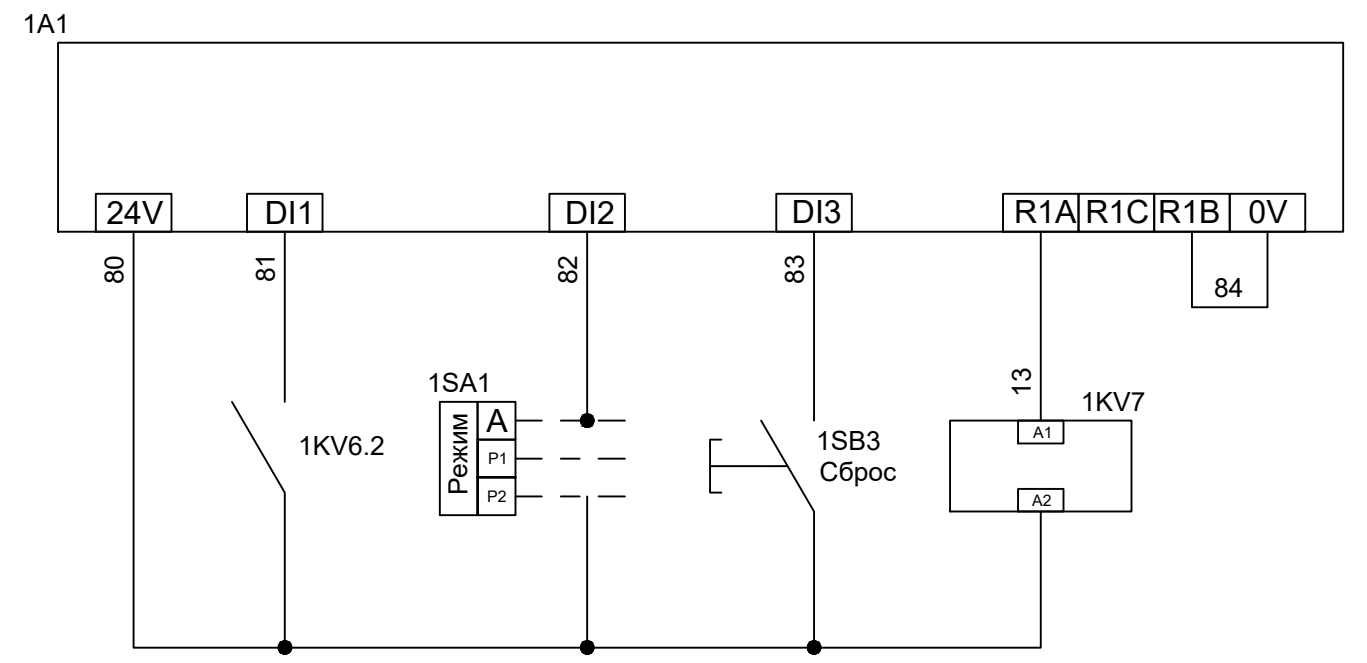 1A1
24V
DI1
DI2
DI3
R1A
R1C
R1B
0V
80
81
82
83
84
13
1SA1
Режим
A
P1
P2
1KV6.2
1SB3
Сброс
1KV7
A1
A2